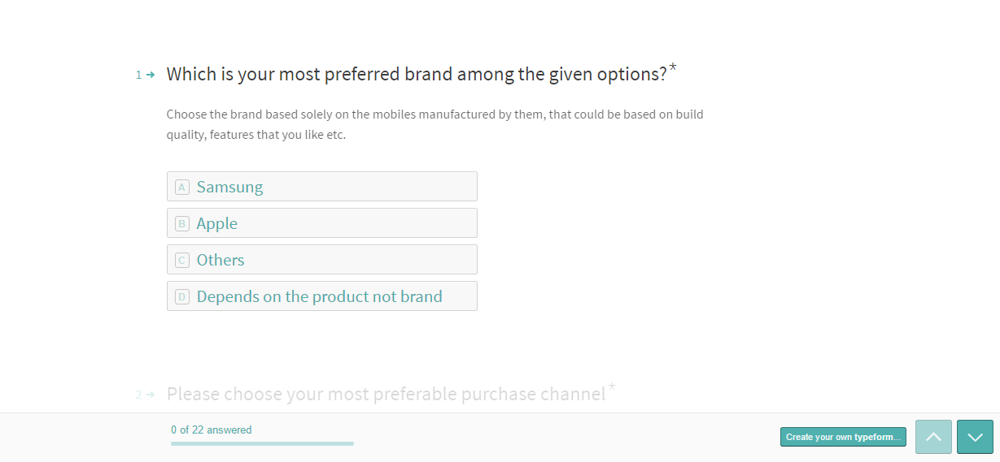 1 → Which is your most preferred brand among the given options?*
Choose the brand based solely on the mobiles manufactured by them, that could be based on build
quality, features that you like etc.
A Samsung
B Apple
C Others
D Depends on the product not brand
2 → Please choose your most preferable purchase channel*
0 of 22 answered
Create your own typeform...